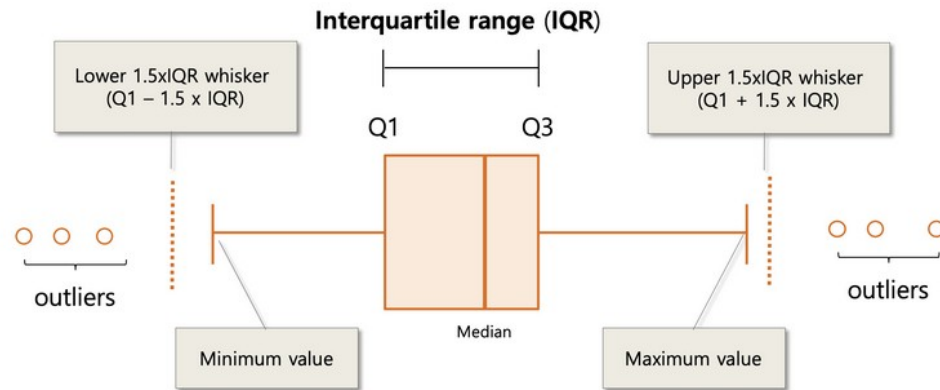 Interquartile range (IQR)
Lower 1.5xIQR whisker
(Q1 – 1.5 x IQR)
Upper 1.5xIQR whisker
(Q1 + 1.5 x IQR)
Q1
Q3
outliers
outliers
Median
Minimum value
Maximum value